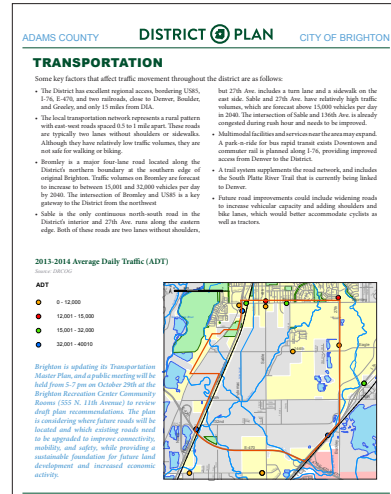 ADAMS COUNTY
DISTRICT PLAN
CITY OF BRIGHTON
TRANSPORTATION
Some key factors that affect traffic movement throughout the district are as follows:
• The District has excellent regional access, bordering US85,
I-76, E-470, and two railroads, close to Denver, Boulder,
and Greeley, and only 15 miles from DIA.
• The local transportation network represents a rural pattern
with east-west roads spaced 0.5 to 1 mile apart. These roads
are typically two lanes without shoulders or sidewalks.
Although they have relatively low traffic volumes, they are
not safe for walking or biking.
• Bromley is a major four-lane road located along the
District's northern boundary at the southern edge of
original Brighton. Traffic volumes on Bromley are forecast
to increase to between 15,001 and 32,000 vehicles per day
by 2040. The intersection of Bromley and US85 is a key
gateway to the District from the northwest
• Sable is the only continuous north-south road in the
District's interior and 27th Ave. runs along the eastern
edge. Both of these roads are two lanes without shoulders,
but 27th Ave. includes a turn lane and a sidewalk on the
east side. Sable and 27th Ave. have relatively high traffic
volumes, which are forecast above 15,000 vehicles per day
in 2040. The intersection of Sable and 136th Ave. is already
congested during rush hour and needs to be improved.
• Multimodal facilities and services near the area may expand.
A park-n-ride for bus rapid transit exists Downtown and
commuter rail is planned along I-76, providing improved
access from Denver to the District.
• A trail system supplements the road network, and includes
the South Platte River Trail that is currently being linked
to Denver.
• Future road improvements could include widening roads
to increase vehicular capacity and adding shoulders and
bike lanes, which would better accommodate cyclists as
well as tractors.
2013-2014 Average Daily Traffic (ADT)
Source: DRCOG
ADT
0 - 12,000
12,001 - 15,000
15,001 - 32,000
32,001 - 40010
Brighton is updating its Transportation
Master Plan, and a public meeting will be
held from 5-7 pm on October 29th at the
Brighton Recreation Center Community
Rooms (555 N. 11th Avenue) to review
draft plan recommendations. The plan
is considering where future roads will be
located and which existing roads need
to be upgraded to improve connectivity,
mobility, and safety, while providing a
sustainable foundation for future land
development and increased economic
activity.
E-470